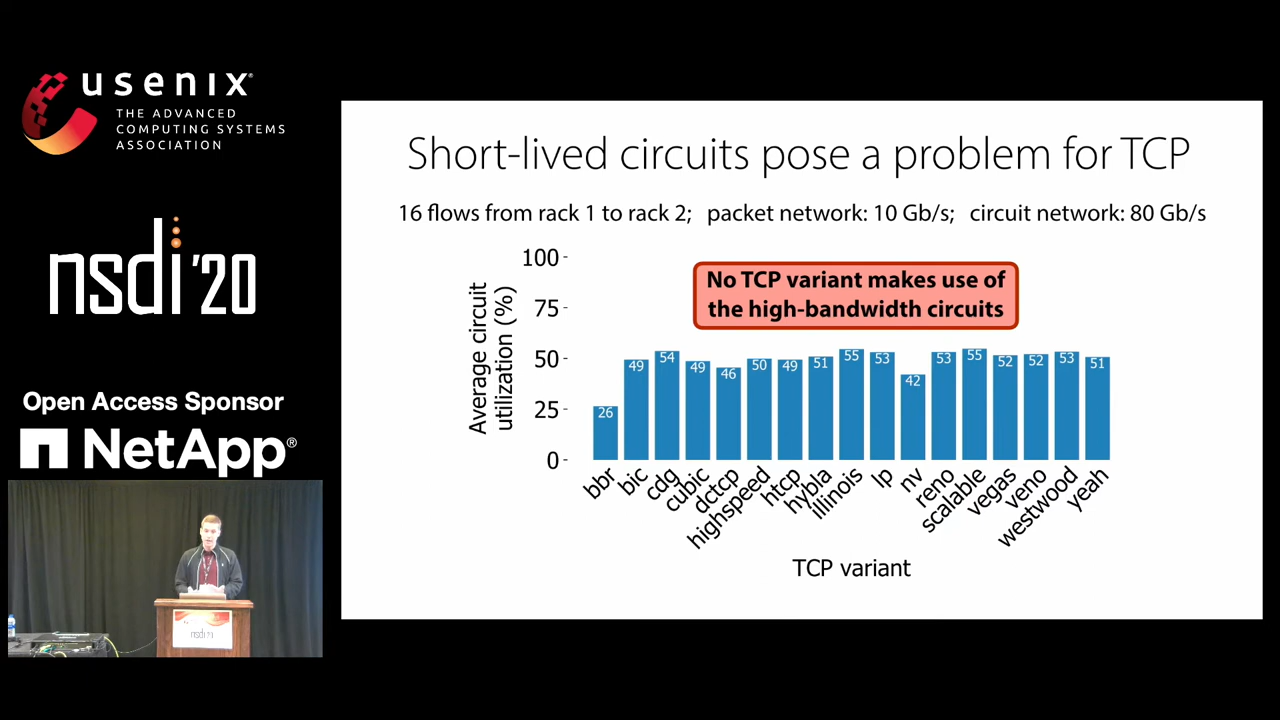 usenix®
THE ADVANCED
COMPUTING SYSTEMS
ASSOCIATION
nsdi '20
Open Access Sponsor
NetApp®
nsdi '20
Short-lived circuits pose a problem for TCP
16 flows from rack 1 to rack 2; packet network: 10 Gb/s; circuit network: 80 Gb/s
No TCP variant makes use of
the high-bandwidth circuits
Average circuit
utilization (%)
100
75
50
25
0
26
49
54
49
46
50
49
51
55
53
42
53
55
52
52
53
51
bbr
bic
cdg
cubic
dctcp
highspeed
htcp
hybla
illinois
lp
nv
reno
scalable
vegas
veno
westwood
yeah
TCP variant